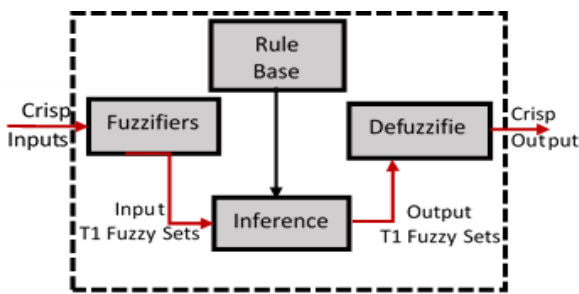 Rule
Base
Crisp
Inputs
Fuzzifiers
Defuzzifie
Crisp
Output
Input
T1 Fuzzy Sets
Inference
Output
T1 Fuzzy Sets